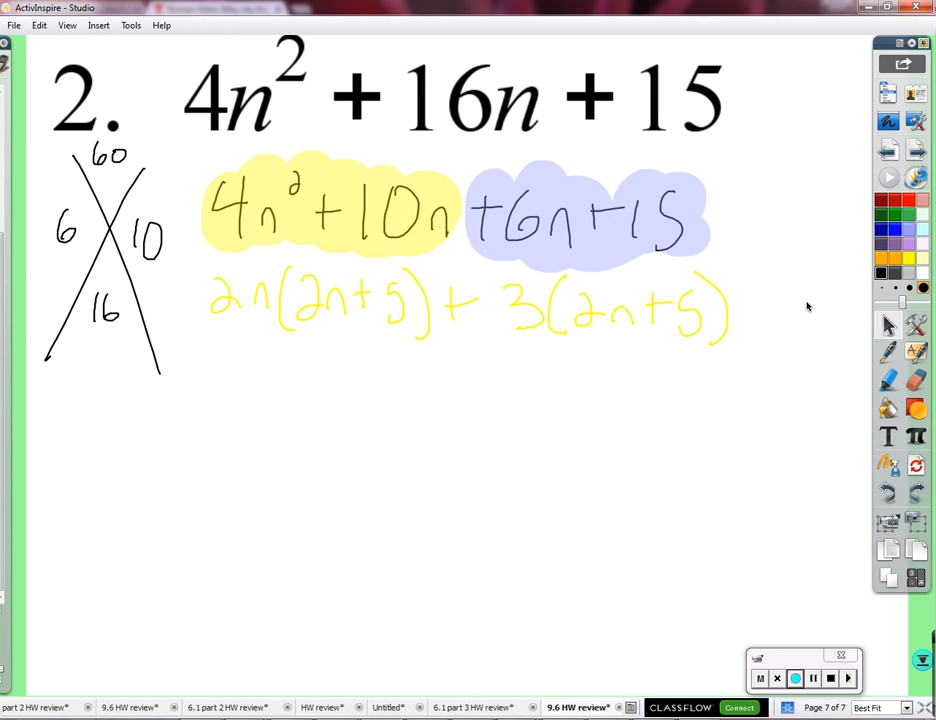 ActivInspire - Studio
File Edit View Insert Tools Help
2. 4n² + 16n + 15
60
4n² + 10n + 6n + 15
6 10
2n(2n+5) + 3(2n+5)
16
T π
M
part 2 HW review* 9.6 HW review* 6.1 part 2 HW review* HW review* Untitled* 6.1 part 3 HW review* 9.6 HW review* CLASSFLOW Connect Page 7 of 7 Best Fit